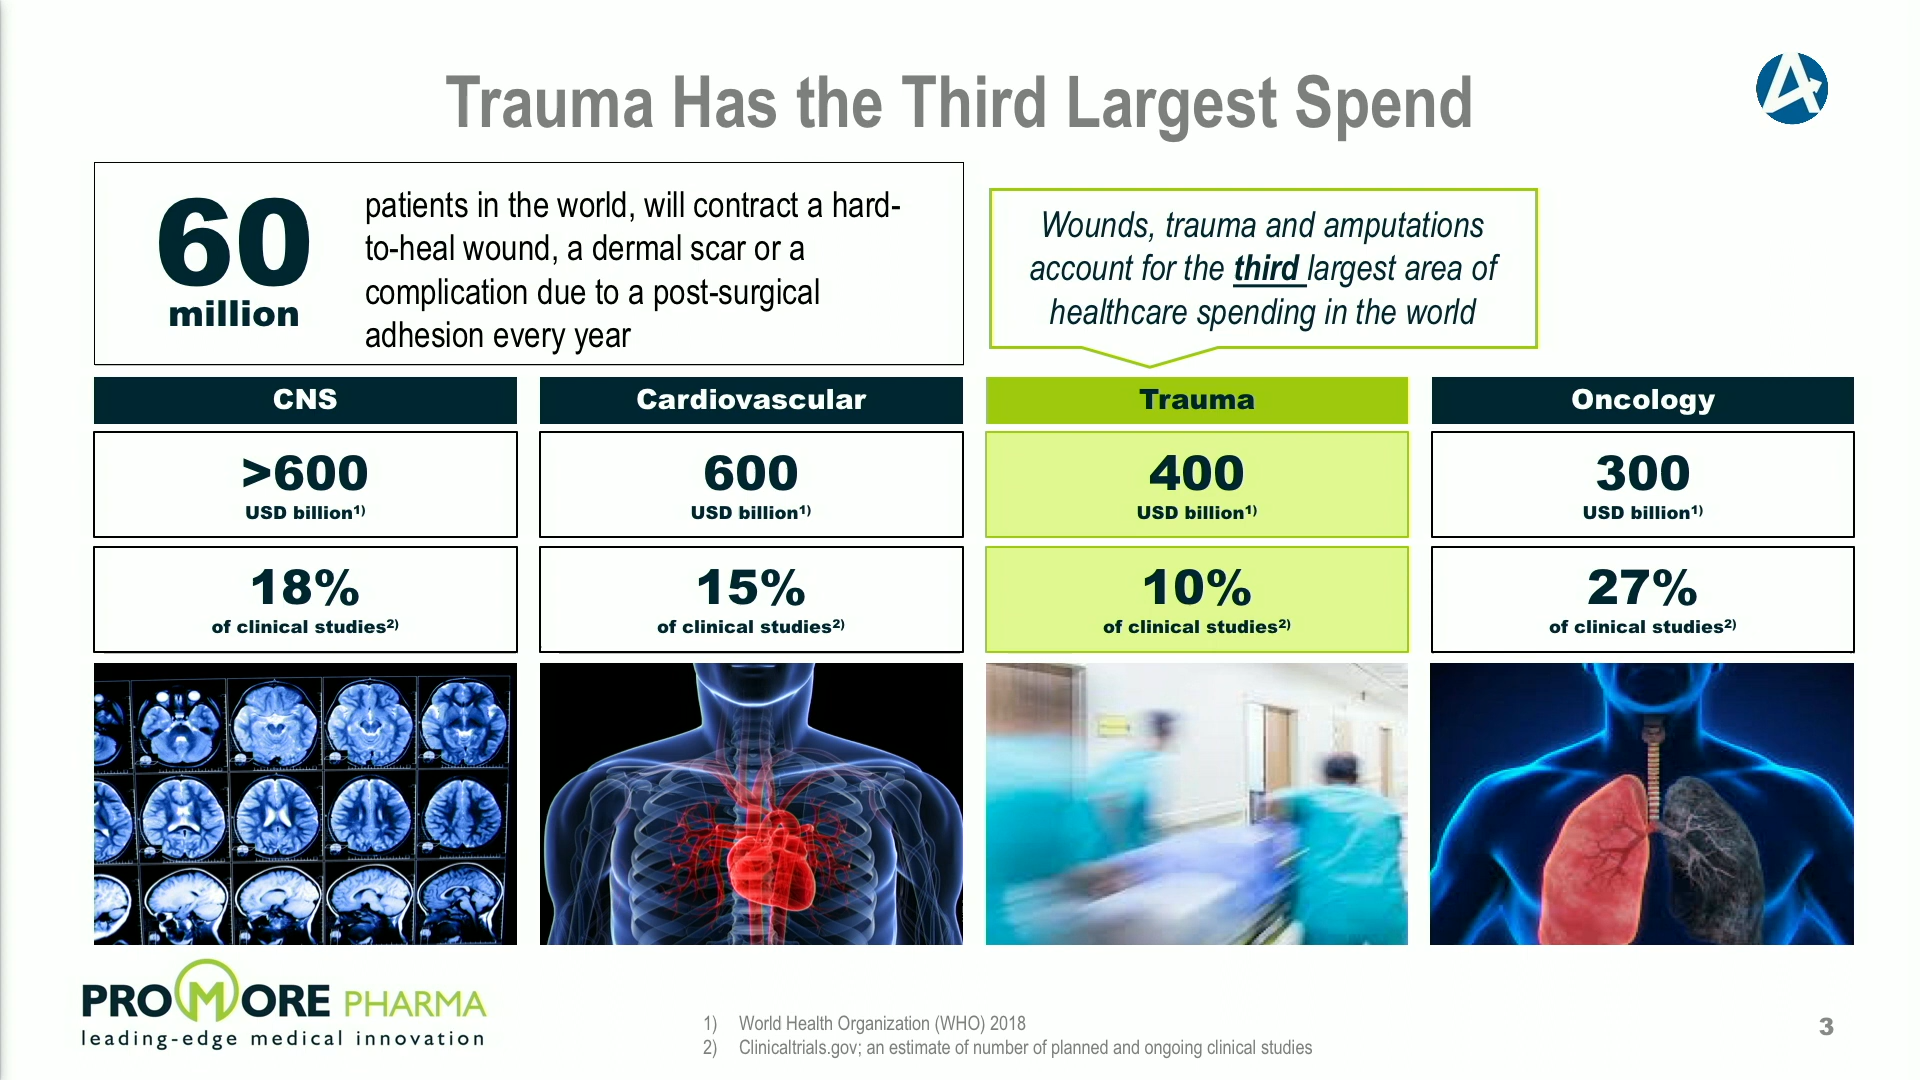 Trauma Has the Third Largest Spend
60
million
patients in the world, will contract a hard-
to-heal wound, a dermal scar or a
complication due to a post-surgical
adhesion every year
Wounds, trauma and amputations
account for the third largest area of
healthcare spending in the world
CNS
>600
USD billion1)
18%
of clinical studies2)
Cardiovascular
600
USD billion1)
15%
of clinical studies2)
Trauma
400
USD billion1)
10%
of clinical studies2)
Oncology
300
USD billion1)
27%
of clinical studies2)
PROMORE PHARMA
leading-edge medical innovation
1) World Health Organization (WHO) 2018
2) Clinicaltrials.gov; an estimate of number of planned and ongoing clinical studies
3